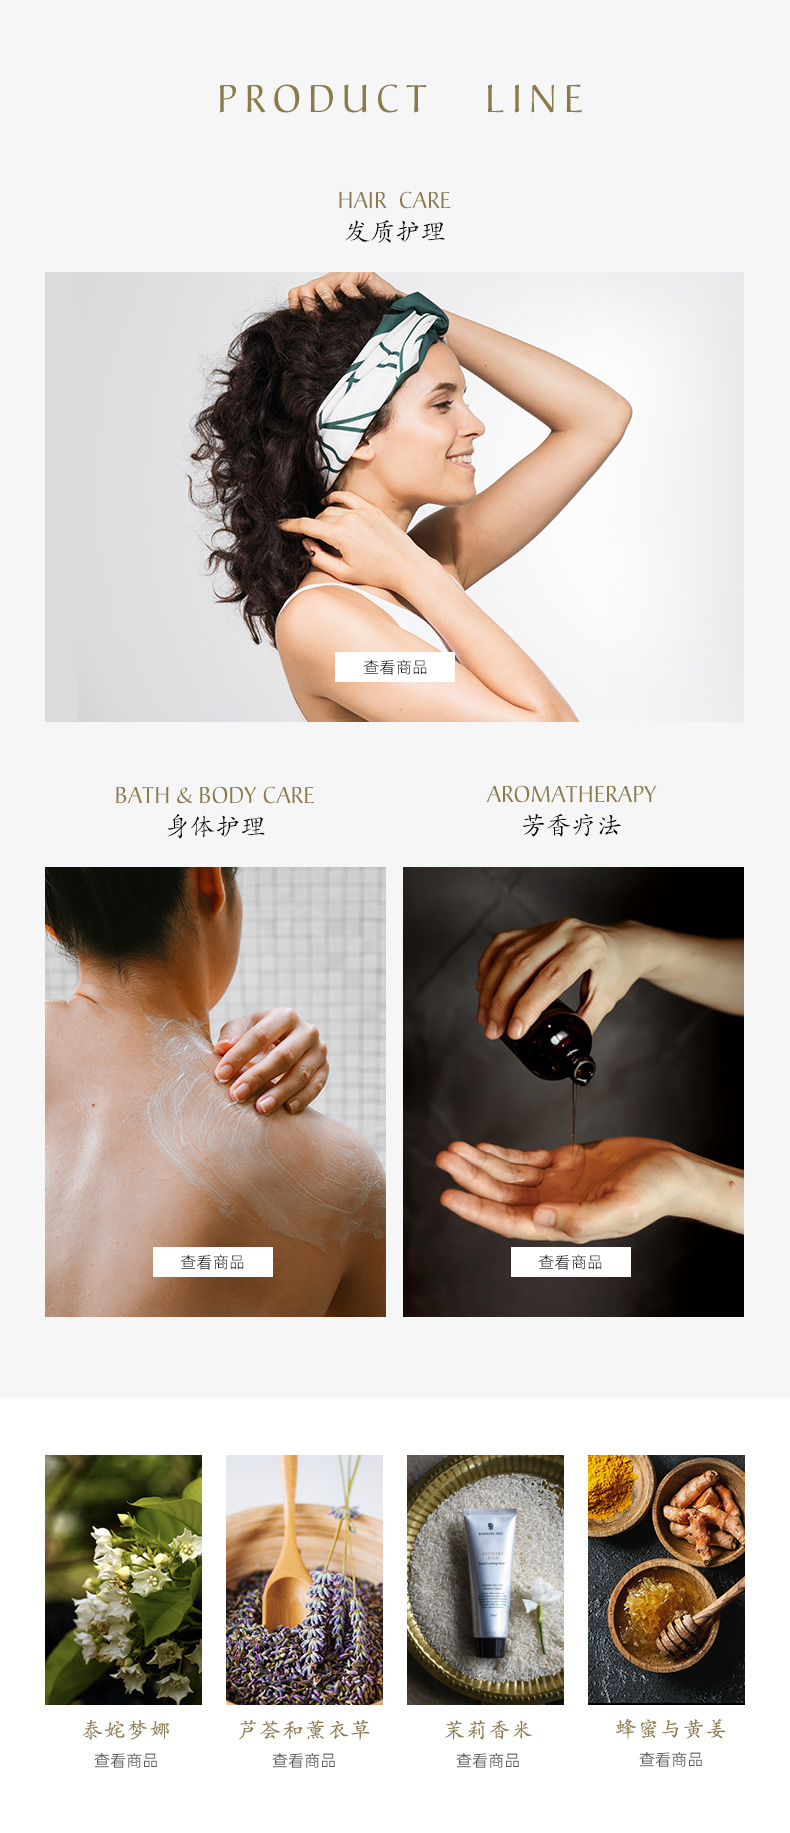 PRODUCT LINE
HAIR CARE
发质护理
查看商品
BATH & BODY CARE
身体护理
AROMATHERAPY
芳香疗法
查看商品
查看商品
BANYAN TREE
泰姹梦娜
芦荟和薰衣草
茉莉香米
蜂蜜与黄姜
查看商品
查看商品
查看商品
查看商品